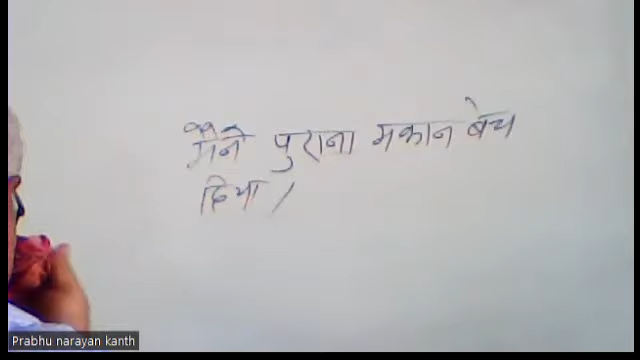 मैंने पुराना मकान बेच
दिया /
Prabhu narayan kanth